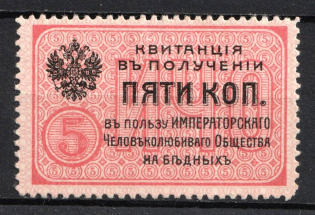 КВИТАНЦІЯ
ВЪ ПОЛУЧЕНІИ
ПЯТИ КОП.
5
ВЪ ПОЛЬЗУ ИМПЕРАТОРСКАГО
ЧЕЛОВѢКОЛЮБИВАГО ОБЩЕСТВА
НА БѢДНЫХЪ